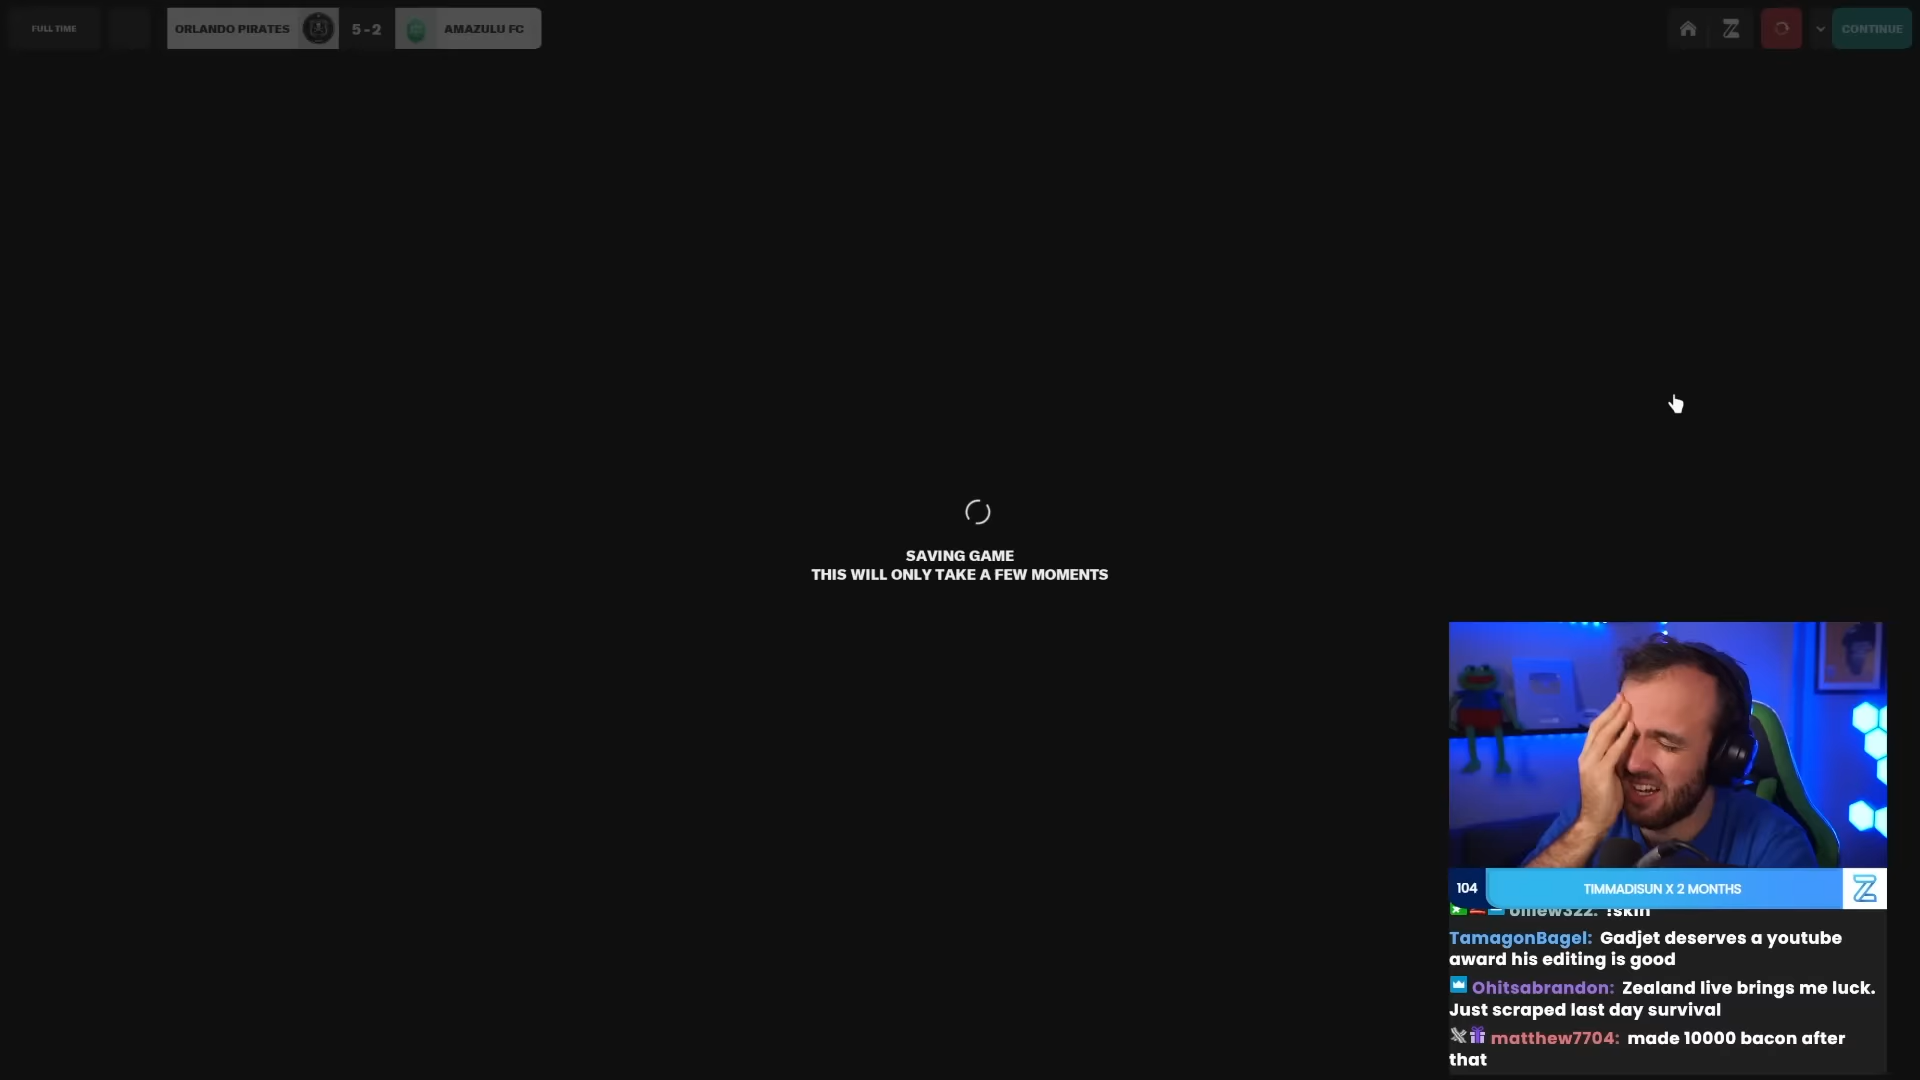 FULL TIME
ORLANDO PIRATES
5 - 2
AMAZULU FC
CONTINUE
SAVING GAME
THIS WILL ONLY TAKE A FEW MOMENTS
104
TIMMADISUN X 2 MONTHS
!skin
TamagonBagel: Gadjet deserves a youtube
award his editing is good
Ohitsabrandon: Zealand live brings me luck.
Just scraped last day survival
matthew7704: made 10000 bacon after
that